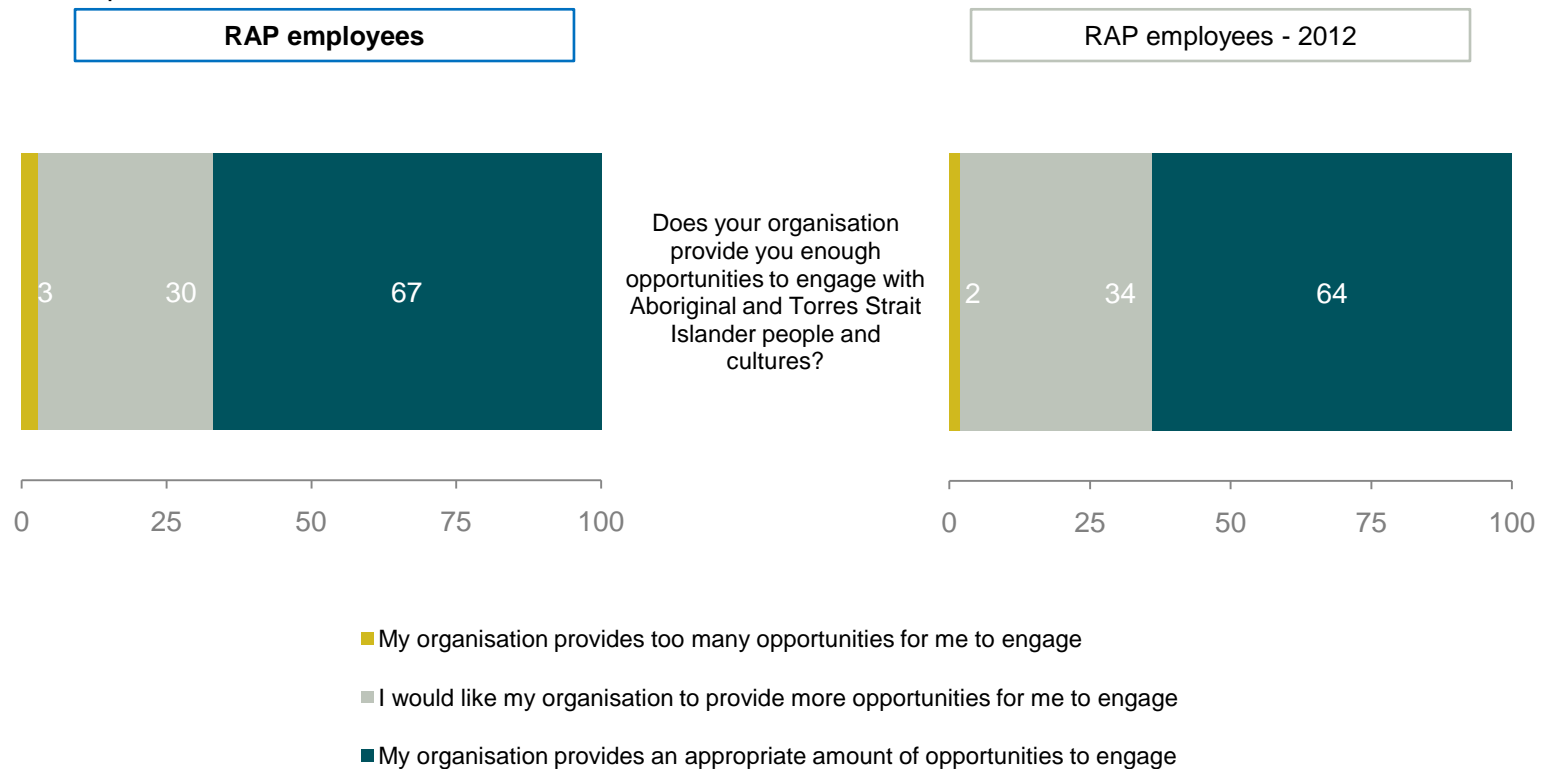 RAP employees
RAP employees - 2012
3 30 67
Does your organisation
provide you enough
opportunities to engage with
Aboriginal and Torres Strait
Islander people and
cultures?
2 34 64
0 25 50 75 100
0 25 50 75 100
My organisation provides too many opportunities for me to engage
I would like my organisation to provide more opportunities for me to engage
My organisation provides an appropriate amount of opportunities to engage